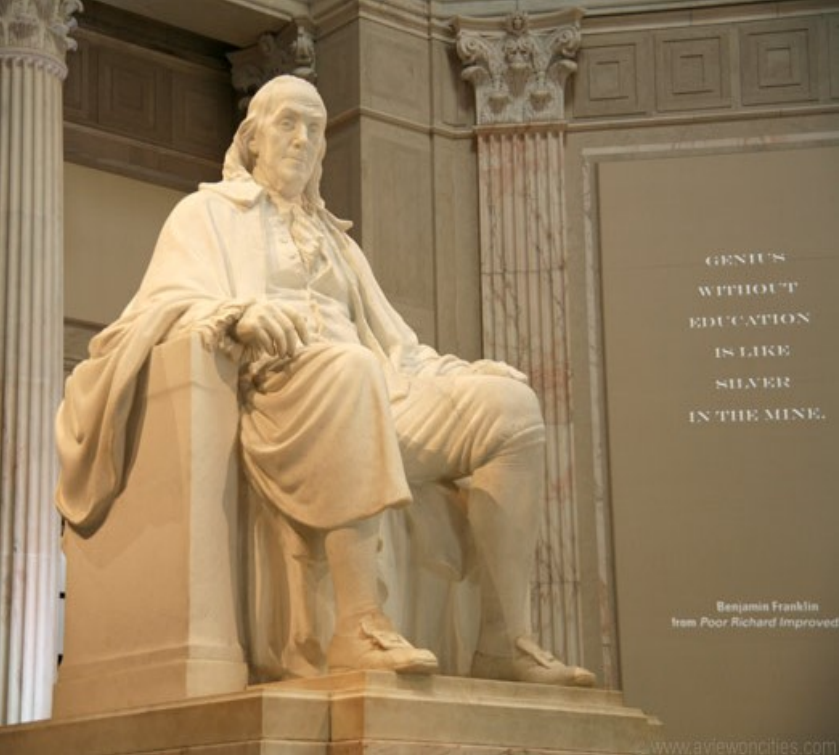 GENIUS
WITHOUT
EDUCATION
IS LIKE
SILVER
IN THE MINE.
Benjamin Franklin
from Poor Richard Improved
www.aviewoncities.com